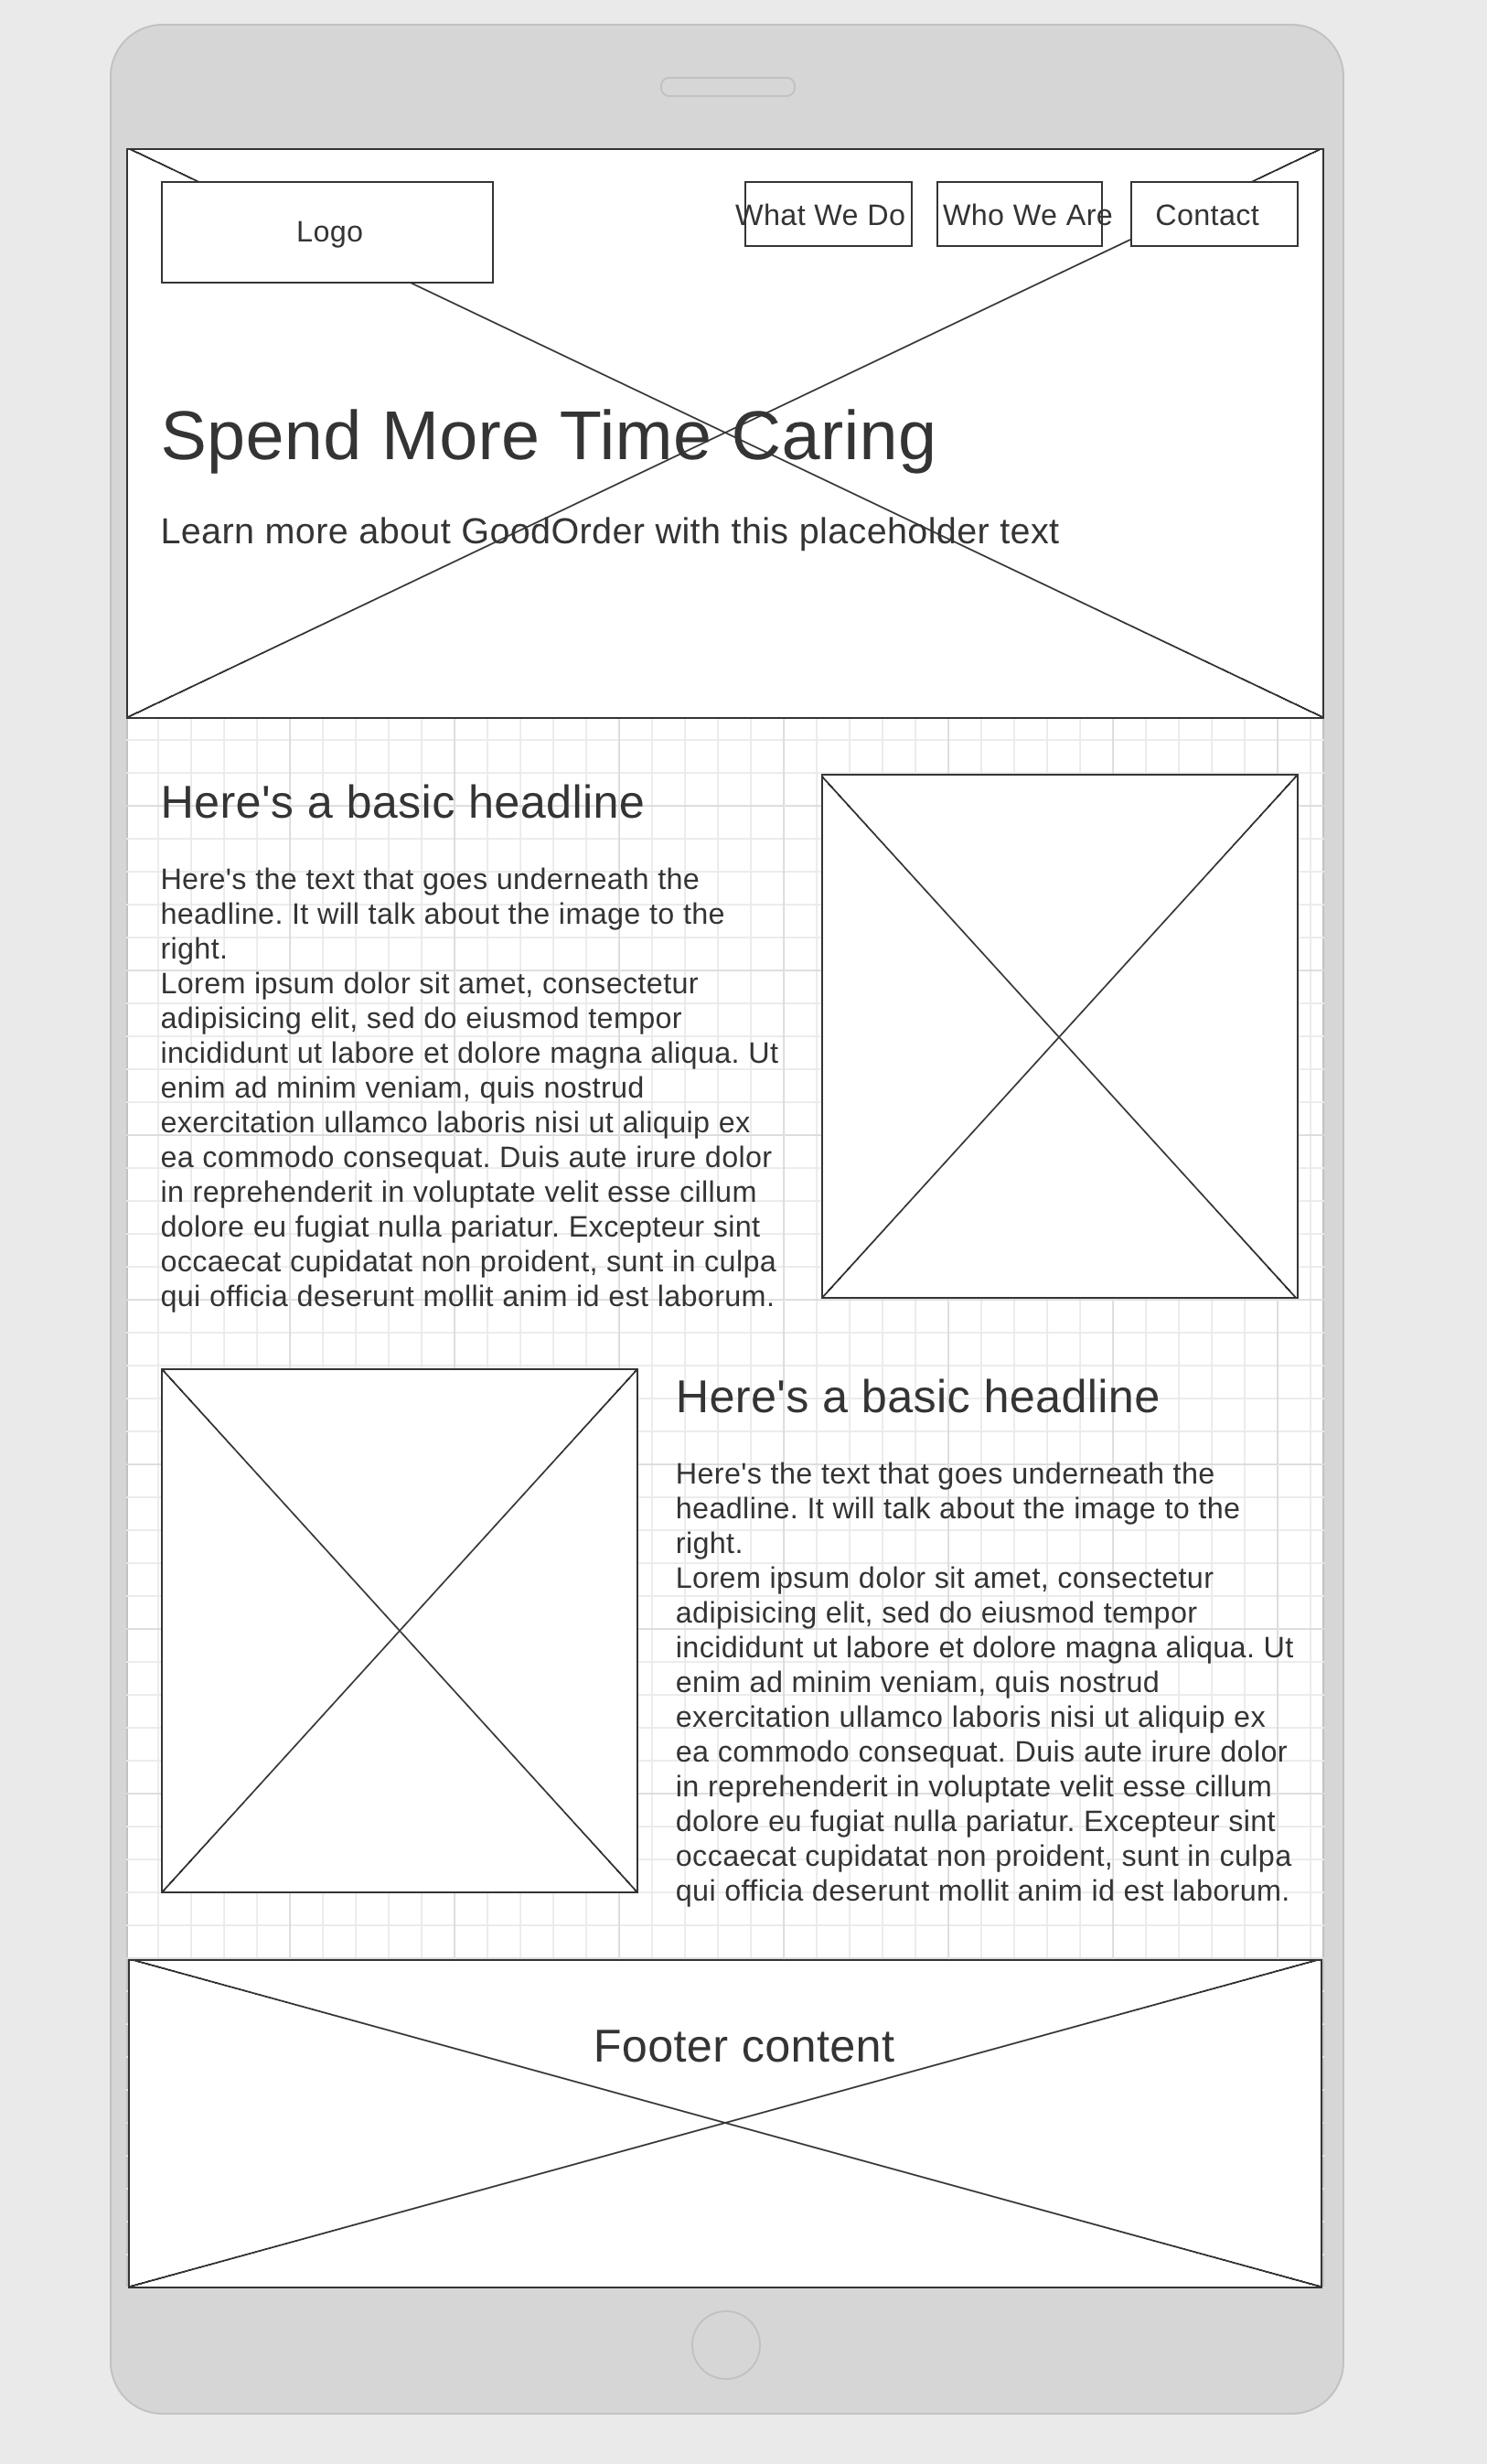 Logo
What We Do
Who We Are
Contact
Spend More Time Caring
Learn more about GoodOrder with this placeholder text
Here's a basic headline
Here's the text that goes underneath the
headline. It will talk about the image to the
right.
Lorem ipsum dolor sit amet, consectetur
adipisicing elit, sed do eiusmod tempor
incididunt ut labore et dolore magna aliqua. Ut
enim ad minim veniam, quis nostrud
exercitation ullamco laboris nisi ut aliquip ex
ea commodo consequat. Duis aute irure dolor
in reprehenderit in voluptate velit esse cillum
dolore eu fugiat nulla pariatur. Excepteur sint
occaecat cupidatat non proident, sunt in culpa
qui officia deserunt mollit anim id est laborum.
Here's a basic headline
Here's the text that goes underneath the
headline. It will talk about the image to the
right.
Lorem ipsum dolor sit amet, consectetur
adipisicing elit, sed do eiusmod tempor
incididunt ut labore et dolore magna aliqua. Ut
enim ad minim veniam, quis nostrud
exercitation ullamco laboris nisi ut aliquip ex
ea commodo consequat. Duis aute irure dolor
in reprehenderit in voluptate velit esse cillum
dolore eu fugiat nulla pariatur. Excepteur sint
occaecat cupidatat non proident, sunt in culpa
qui officia deserunt mollit anim id est laborum.
Footer content